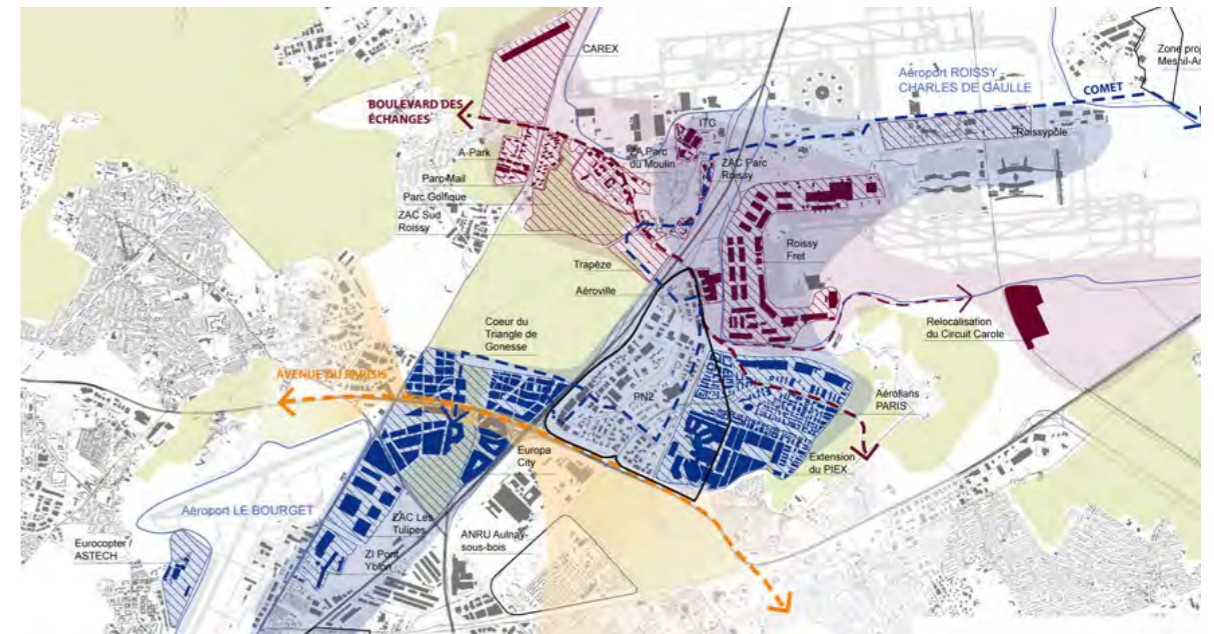 CAREX
Zone proj
Mesnil-A
Aéroport ROISSY
CHARLES DE GAULLE
COMET
BOULEVARD DES
ÉCHANGES
ITC
Roissypôle
A-Park
ZA Parc
du Moulin
ZAC Parc
Roissy
Parc Mail
Parc Golfique
ZAC Sud
Roissy
Roissy
Fret
Trapèze
Aéroville
Coeur du
Triangle de
Gonesse
Relocalisation
du Circuit Carole
AVENUE DU PARISIS
PN2
Aérolians
PARIS
Europa
City
Extension
du PIEX
Aéroport LE BOURGET
ZAC Les
Tulipes
ANRU Aulnay-
sous-bois
Eurocopter /
ASTECH
ZI Pont
Yblon